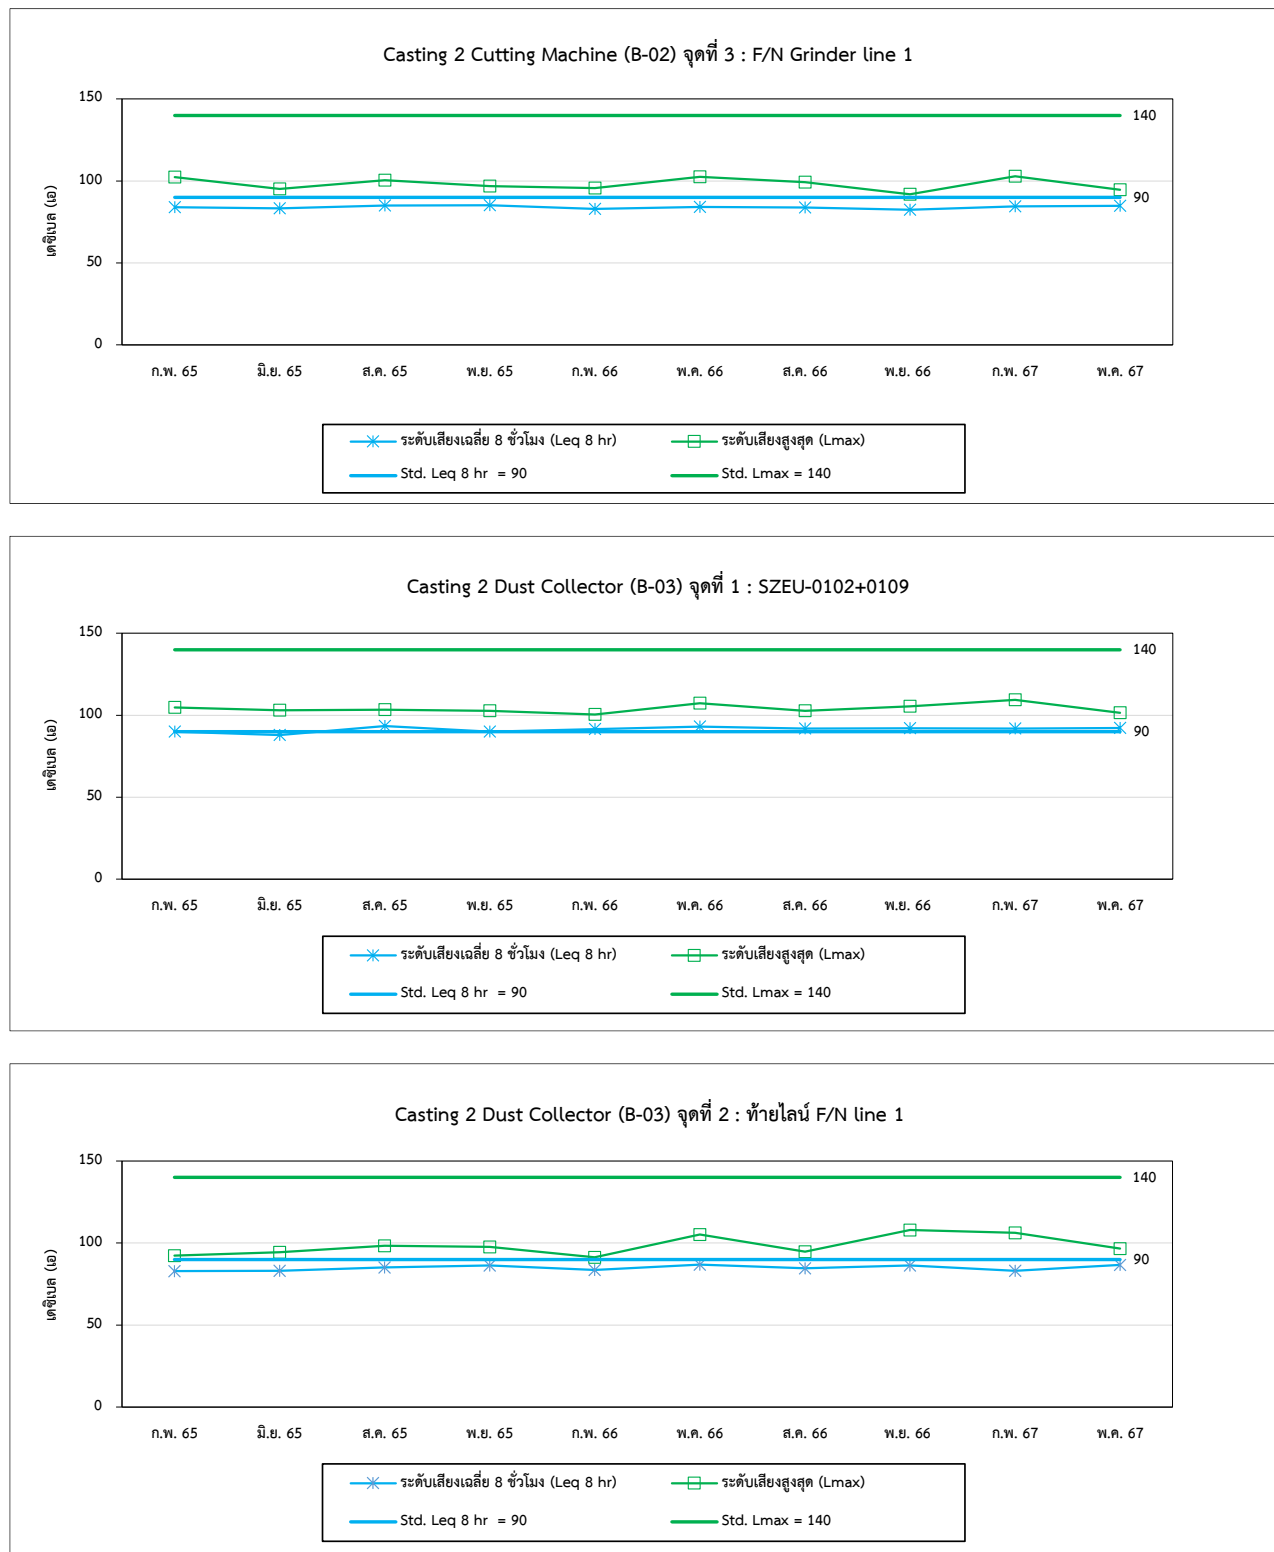 Casting 2 Cutting Machine (B-02) จุดที่ 3 : F/N Grinder line 1
150
140
100
90
50
0
เดซิเบล (เอ)
ก.พ. 65 มิ.ย. 65 ส.ค. 65 พ.ย. 65 ก.พ. 66 พ.ค. 66 ส.ค. 66 พ.ย. 66 ก.พ. 67 พ.ค. 67
ระดับเสียงเฉลี่ย 8 ชั่วโมง (Leq 8 hr) ระดับเสียงสูงสุด (Lmax)
Std. Leq 8 hr = 90 Std. Lmax = 140
Casting 2 Dust Collector (B-03) จุดที่ 1 : SZEU-0102+0109
150
140
100
90
50
0
เดซิเบล (เอ)
ก.พ. 65 มิ.ย. 65 ส.ค. 65 พ.ย. 65 ก.พ. 66 พ.ค. 66 ส.ค. 66 พ.ย. 66 ก.พ. 67 พ.ค. 67
ระดับเสียงเฉลี่ย 8 ชั่วโมง (Leq 8 hr) ระดับเสียงสูงสุด (Lmax)
Std. Leq 8 hr = 90 Std. Lmax = 140
Casting 2 Dust Collector (B-03) จุดที่ 2 : ท้ายไลน์ F/N line 1
150
140
100
90
50
0
เดซิเบล (เอ)
ก.พ. 65 มิ.ย. 65 ส.ค. 65 พ.ย. 65 ก.พ. 66 พ.ค. 66 ส.ค. 66 พ.ย. 66 ก.พ. 67 พ.ค. 67
ระดับเสียงเฉลี่ย 8 ชั่วโมง (Leq 8 hr) ระดับเสียงสูงสุด (Lmax)
Std. Leq 8 hr = 90 Std. Lmax = 140